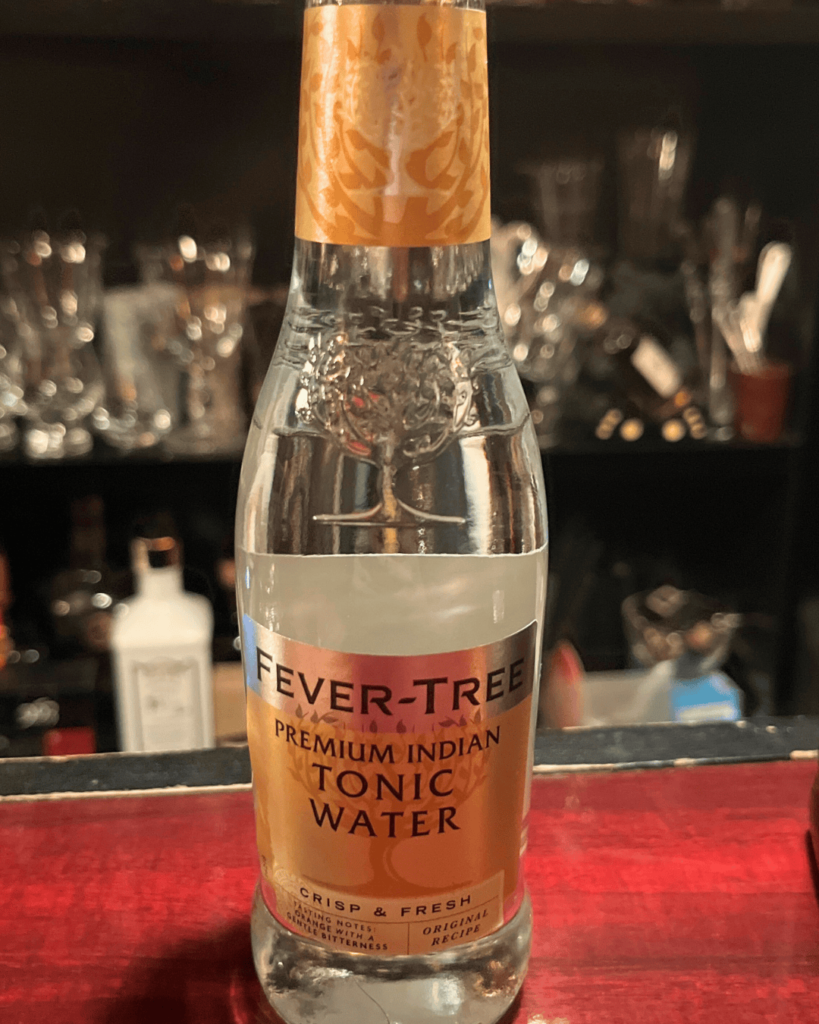 FEVER-TREE
PREMIUM INDIAN
TONIC
WATER
CRISP & FRESH
TASTING NOTES:
ORANGE WITH A
GENTLE BITTERNESS
ORIGINAL
RECIPE